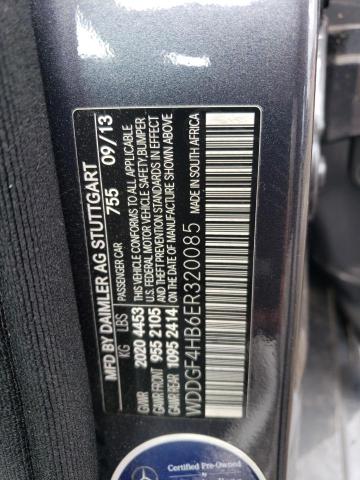 MFD BY DAIMLER AG STUTTGART
PASSENGER CAR 755 09/13
KG LBS
GVWR 2020 4453
GAWR FRONT 955 2105
GAWR REAR 1095 2414
THIS VEHICLE CONFORMS TO ALL APPLICABLE
U.S. FEDERAL MOTOR VEHICLE SAFETY, BUMPER
AND THEFT PREVENTION STANDARDS IN EFFECT
ON THE DATE OF MANUFACTURE SHOWN ABOVE.
WDDGF4HB6ER320085
MADE IN SOUTH AFRICA
Certified Pre-Owned